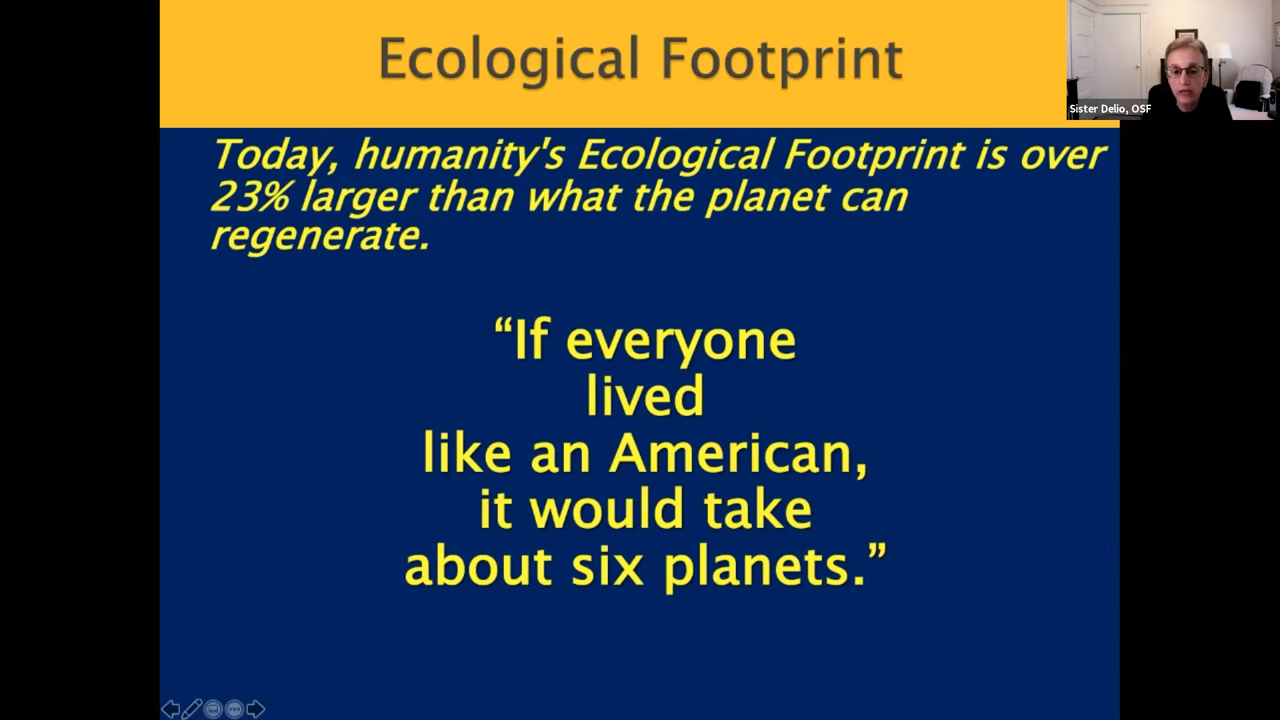 Ecological Footprint
Sister Delio, OSF
Today, humanity's Ecological Footprint is over
23% larger than what the planet can
regenerate.
“If everyone
lived
like an American,
it would take
about six planets.”